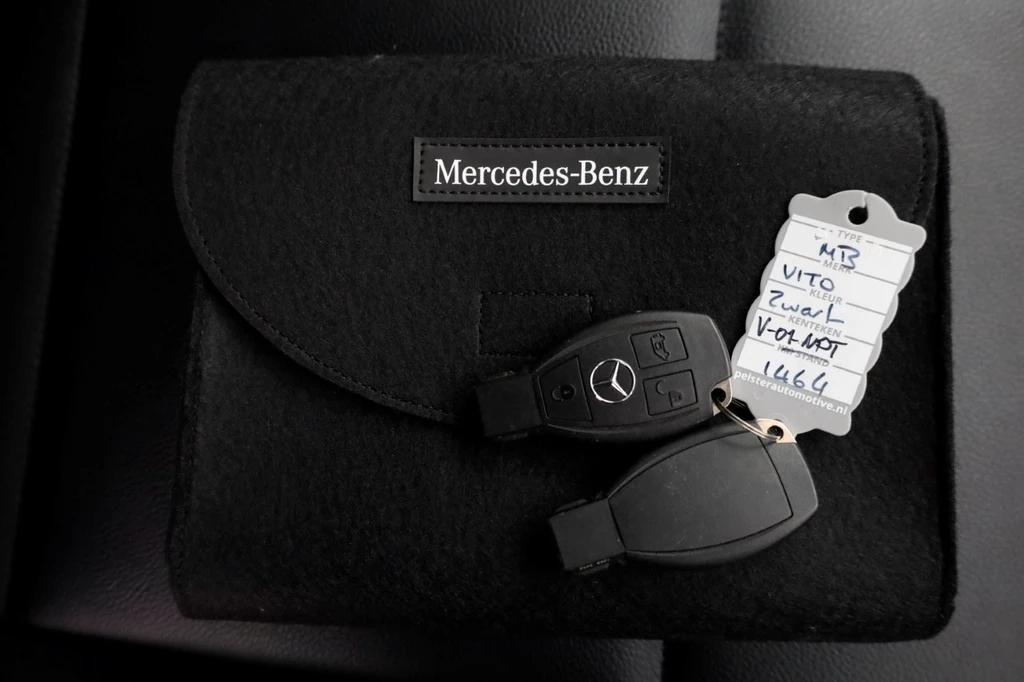 Mercedes-Benz
TYPE
MB
MERK
VITO
KLEUR
Zwart
KENTEKEN
V-01-NPT
KM STAND
1464
pelsterautomotive.nl